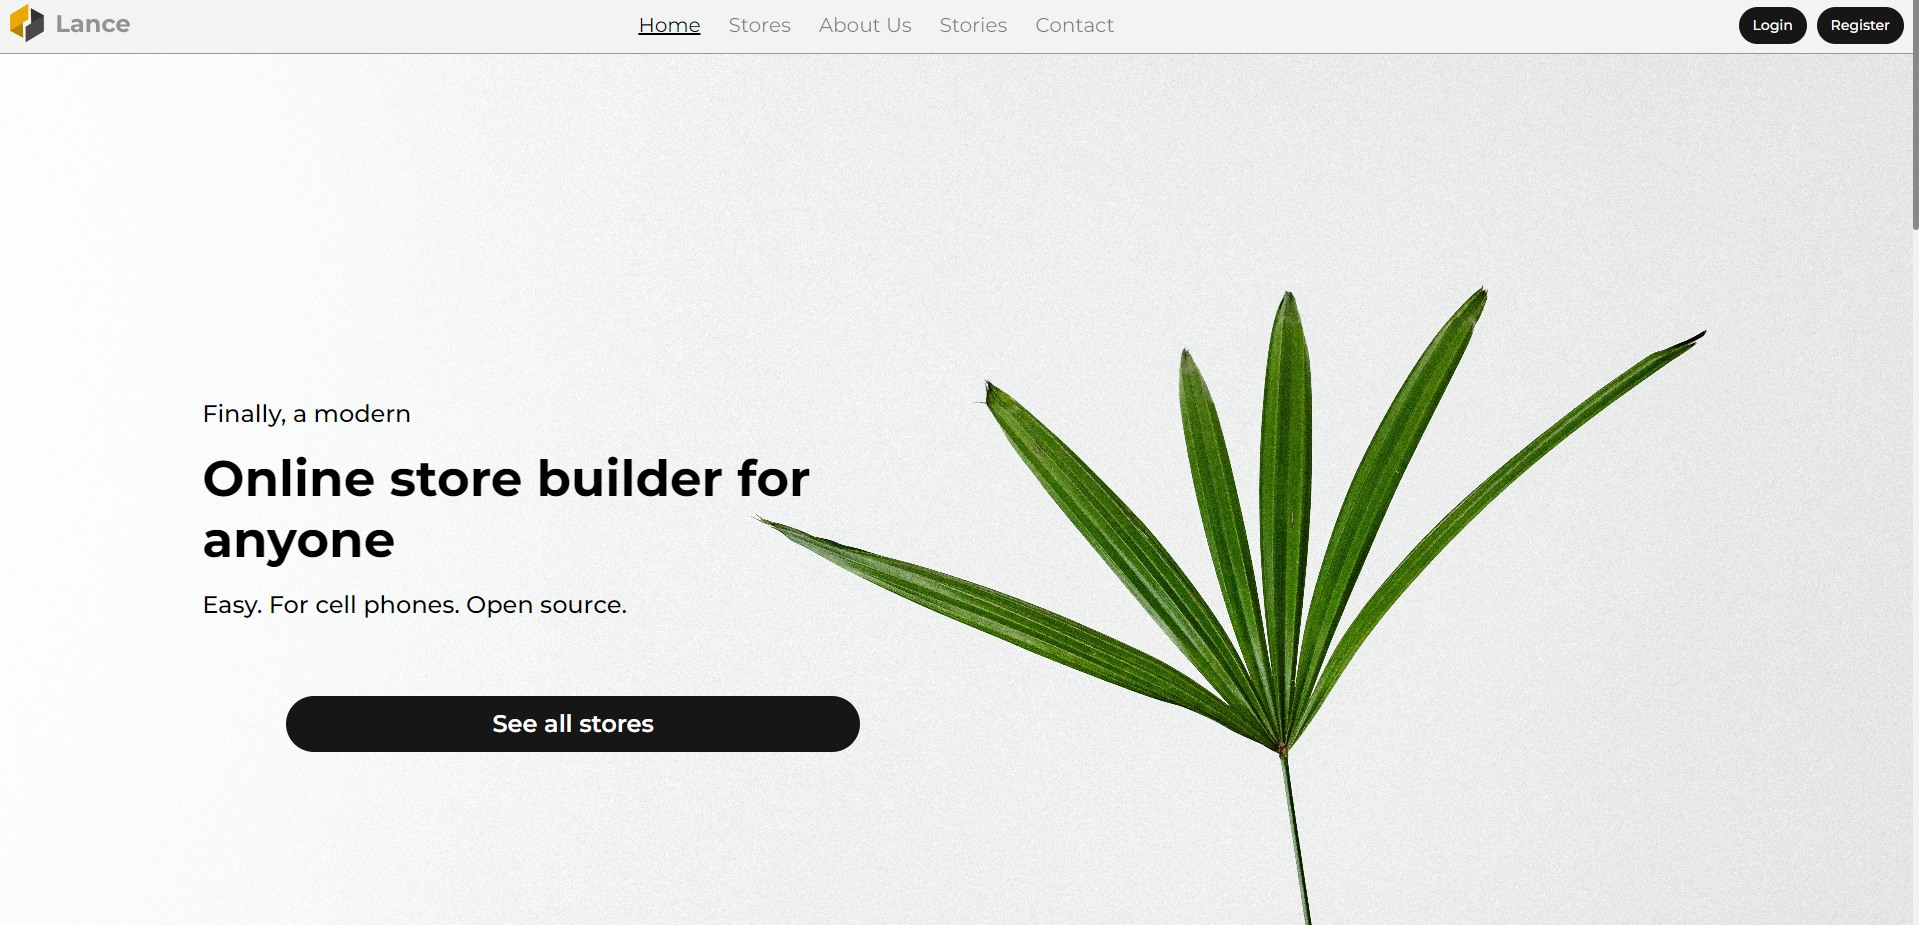 Lance
Home Stores About Us Stories Contact
Login Register
Finally, a modern
Online store builder for
anyone
Easy. For cell phones. Open source.
See all stores